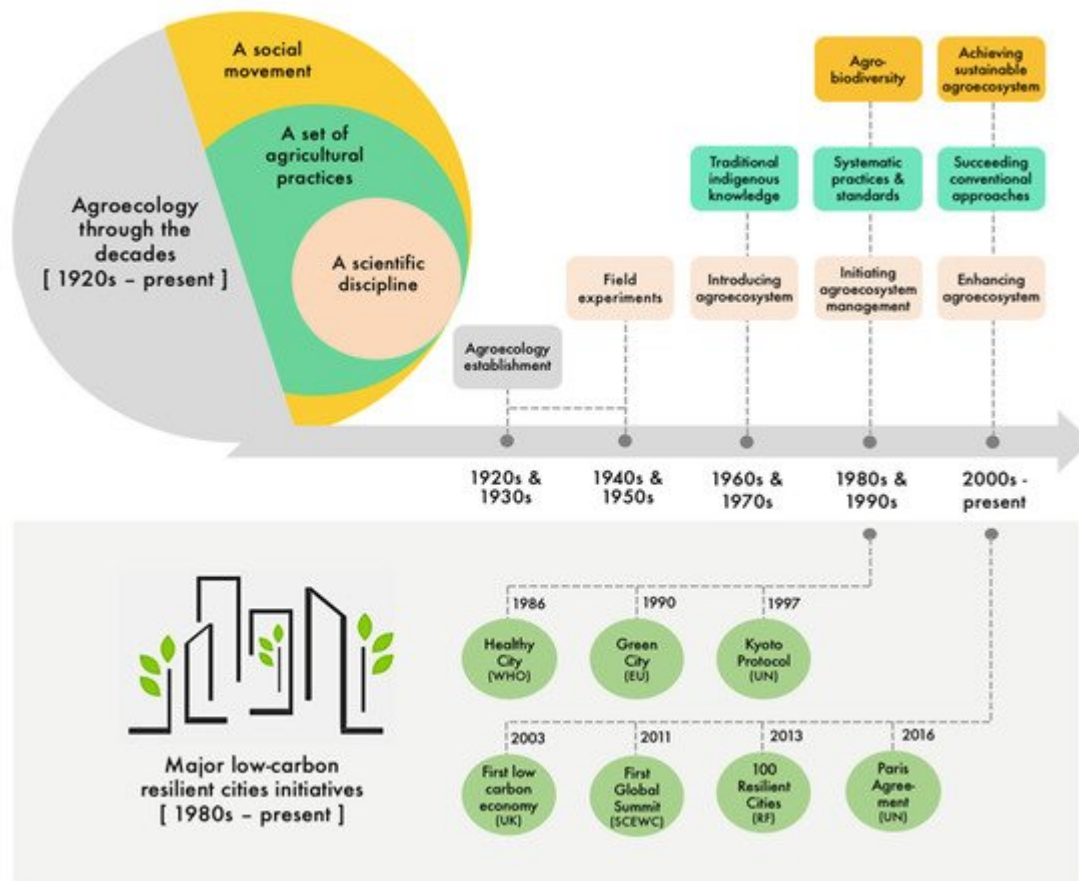 A social
movement
A set of
agricultural
practices
A scientific
discipline
Agroecology
through the
decades
[ 1920s – present ]
Agroecology
establishment
Field
experiments
Traditional
indigenous
knowledge
Introducing
agroecosystem
Agro-
biodiversity
Systematic
practices &
standards
Initiating
agroecosystem
management
Achieving
sustainable
agroecosystem
Succeeding
conventional
approaches
Enhancing
agroecosystem
1920s &
1930s
1940s &
1950s
1960s &
1970s
1980s &
1990s
2000s -
present
Major low-carbon
resilient cities initiatives
[ 1980s – present ]
1986
Healthy
City
(WHO)
1990
Green
City
(EU)
1997
Kyoto
Protocol
(UN)
2003
First low
carbon
economy
(UK)
2011
First
Global
Summit
(SCEWC)
2013
100
Resilient
Cities
(RF)
2016
Paris
Agree-
ment
(UN)